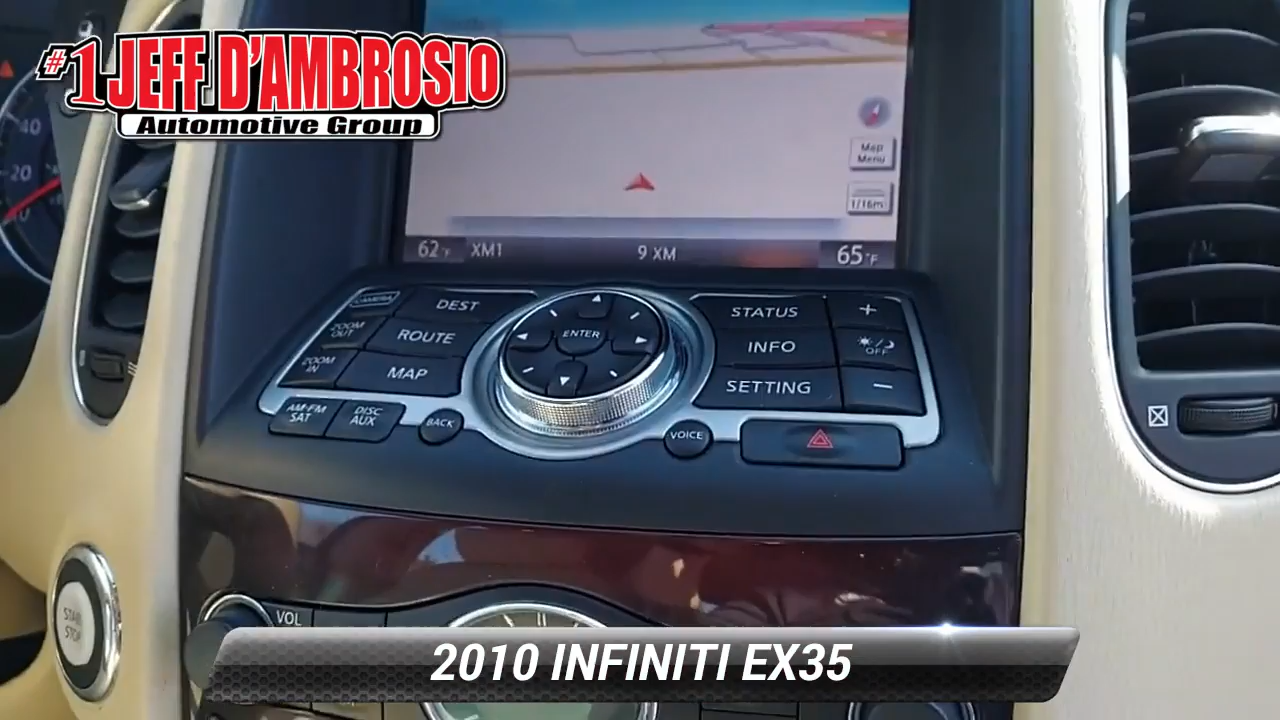 #1 JEFF D'AMBROSIO
Automotive Group
40
20
Map
Menu
1/16m
62°F XM1 9 XM 65°F
CAMERA
DEST
ZOOM
OUT
ROUTE
ZOOM
IN
MAP
AM·FM
SAT
DISC
AUX
BACK
ENTER
VOICE
STATUS
INFO
SETTING
+
OFF
−
START
STOP
VOL
2010 INFINITI EX35